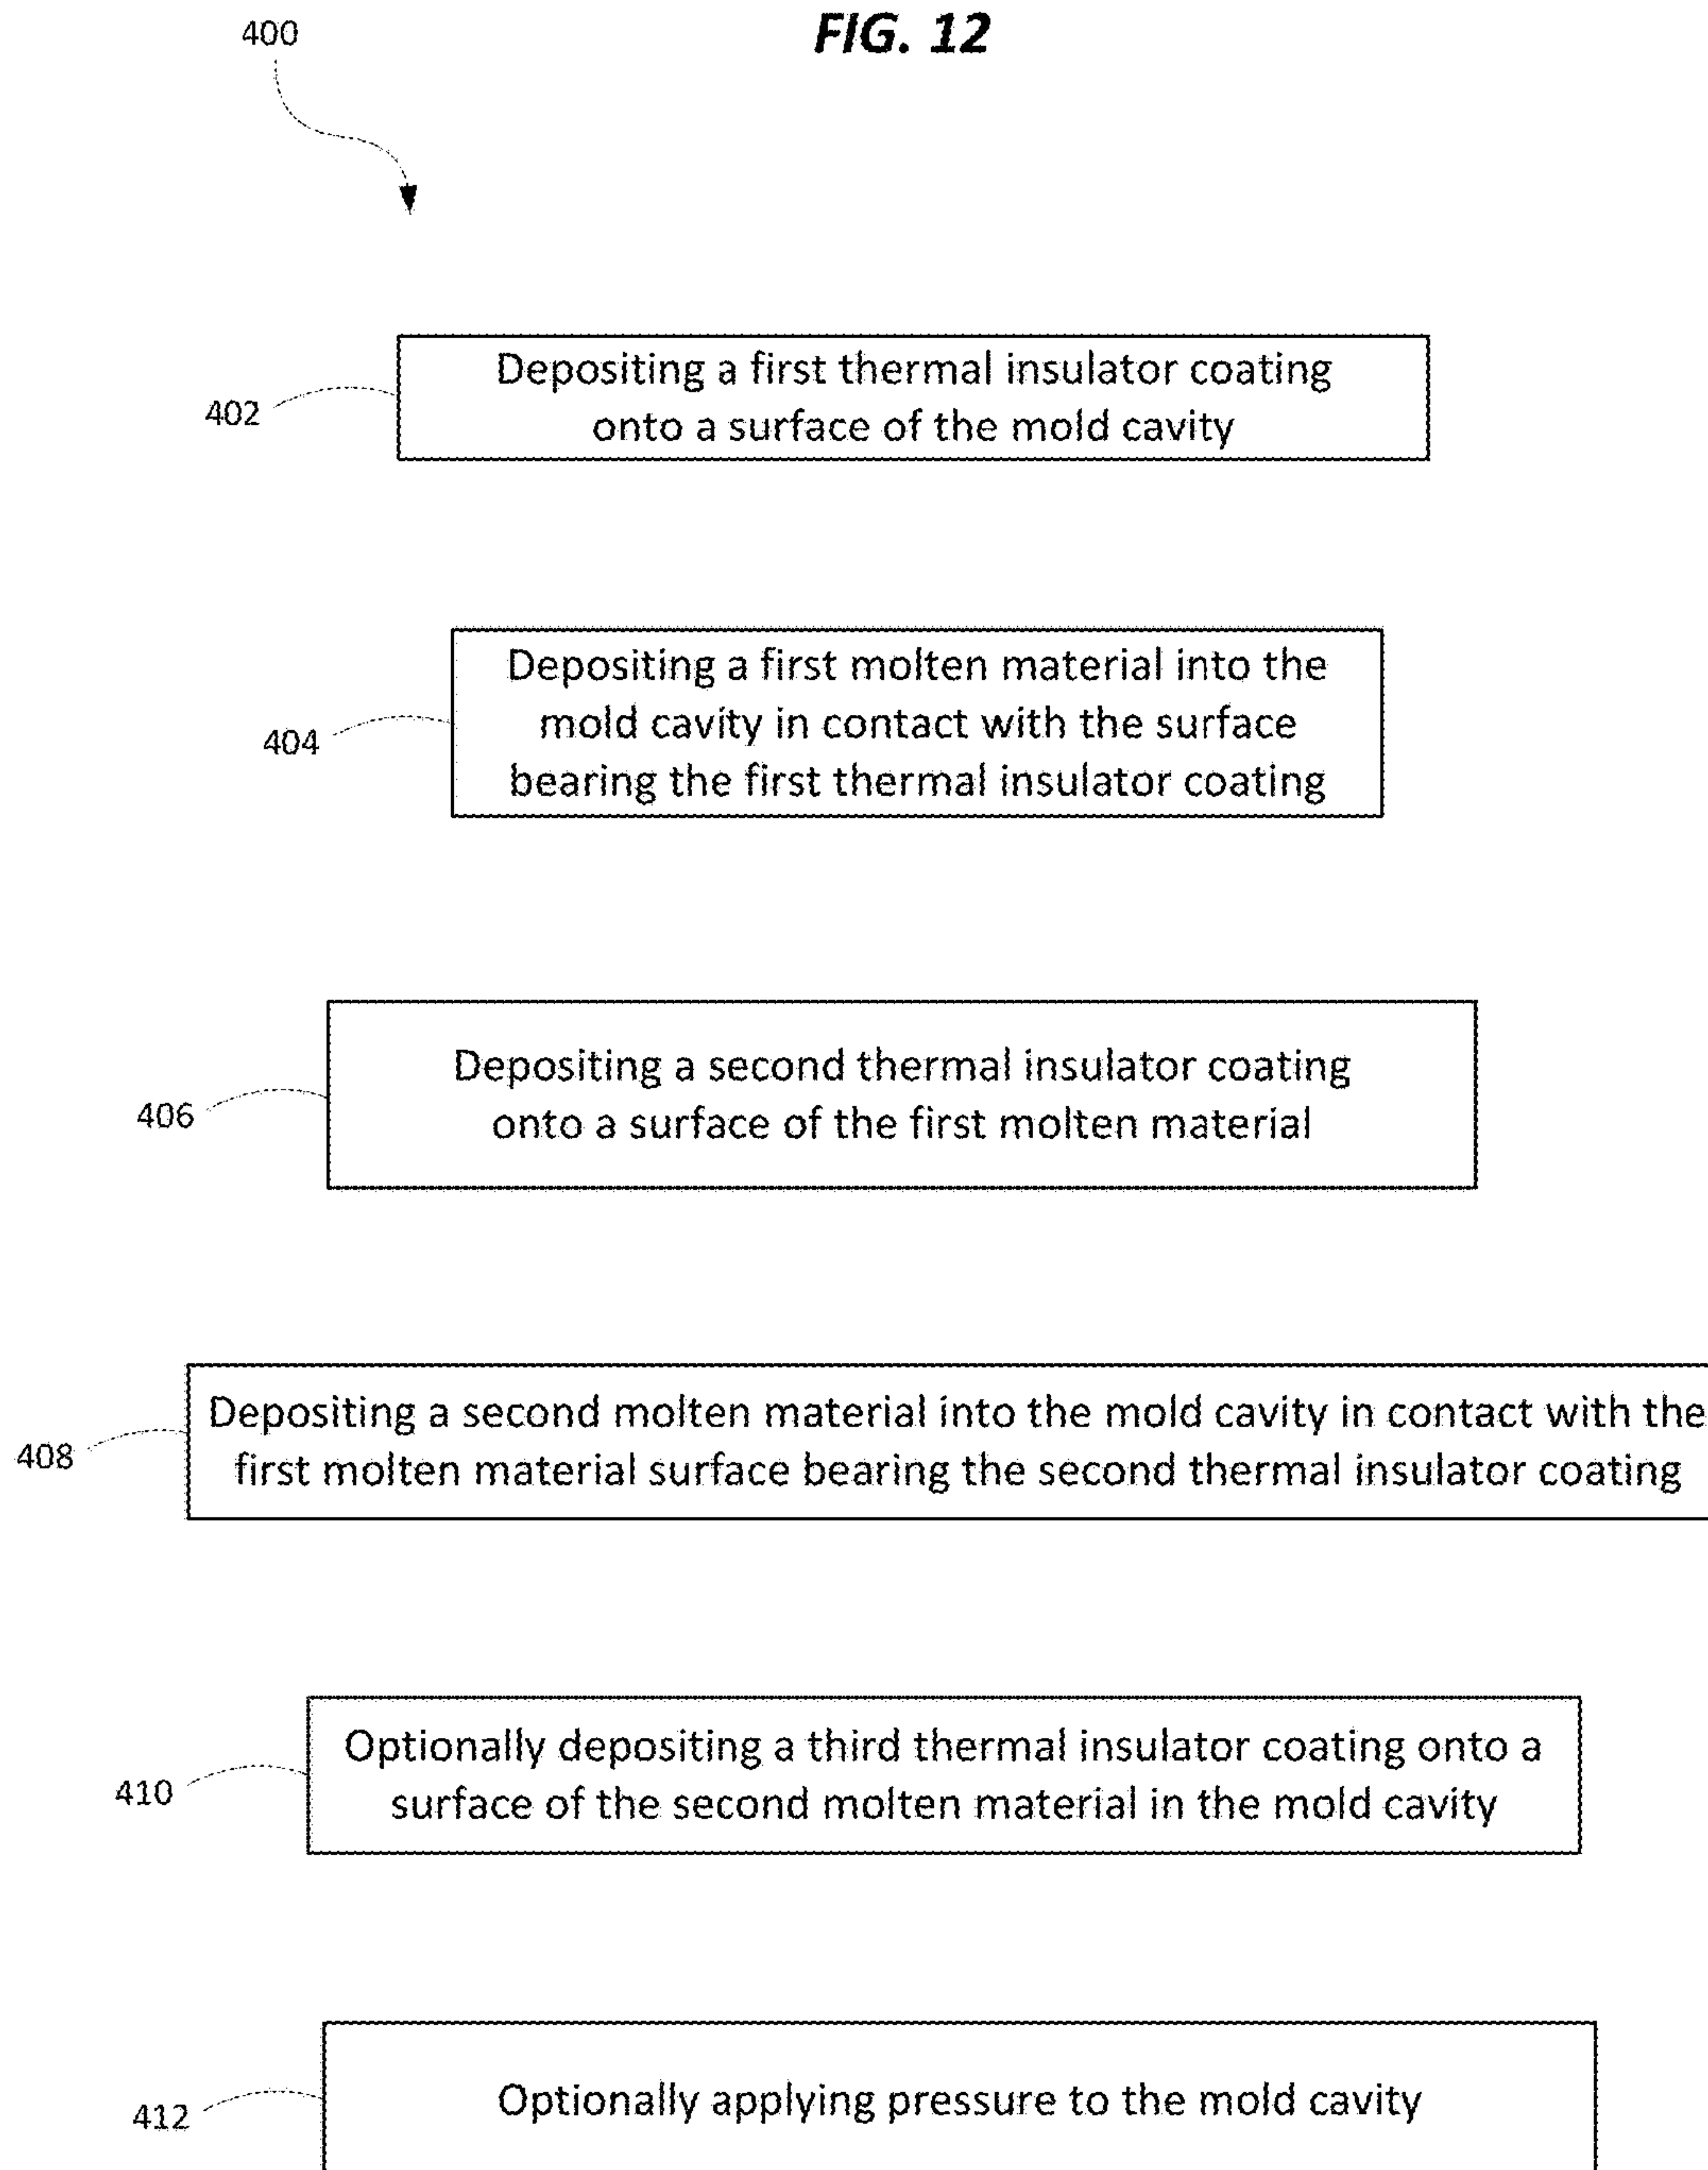 FIG. 12
400
402
Depositing a first thermal insulator coating
onto a surface of the mold cavity
404
Depositing a first molten material into the
mold cavity in contact with the surface
bearing the first thermal insulator coating
406
Depositing a second thermal insulator coating
onto a surface of the first molten material
408
Depositing a second molten material into the mold cavity in contact with the
first molten material surface bearing the second thermal insulator coating
410
Optionally depositing a third thermal insulator coating onto a
surface of the second molten material in the mold cavity
412
Optionally applying pressure to the mold cavity